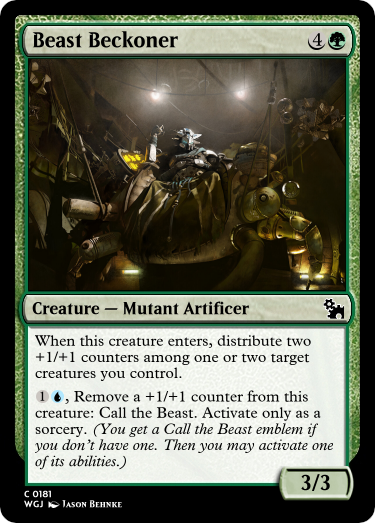 Beast Beckoner 4
Creature — Mutant Artificer
When this creature enters, distribute two
+1/+1 counters among one or two target
creatures you control.
1, Remove a +1/+1 counter from this
creature: Call the Beast. Activate only as a
sorcery. (You get a Call the Beast emblem if
you don't have one. Then you may activate one
of its abilities.)
3/3
C 0181
WGJ Jason Behnke